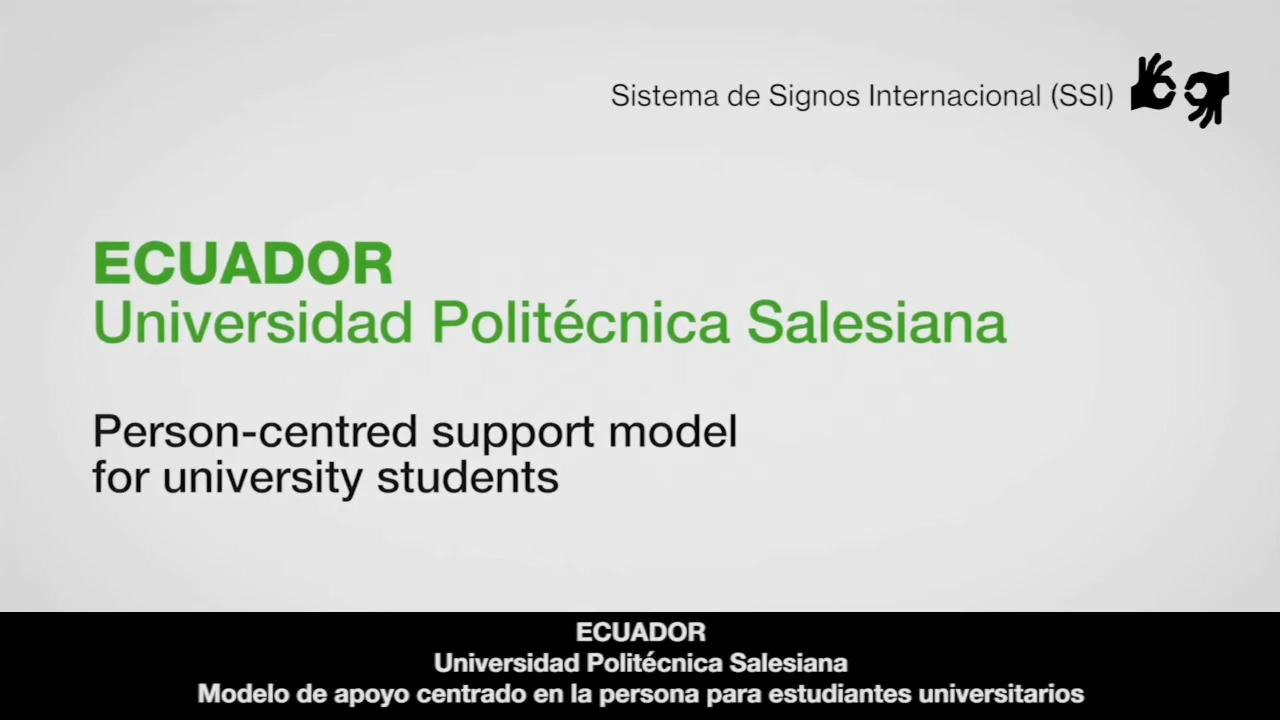 Sistema de Signos Internacional (SSI)
ECUADOR
Universidad Politécnica Salesiana
Person-centred support model
for university students
ECUADOR
Universidad Politécnica Salesiana
Modelo de apoyo centrado en la persona para estudiantes universitarios